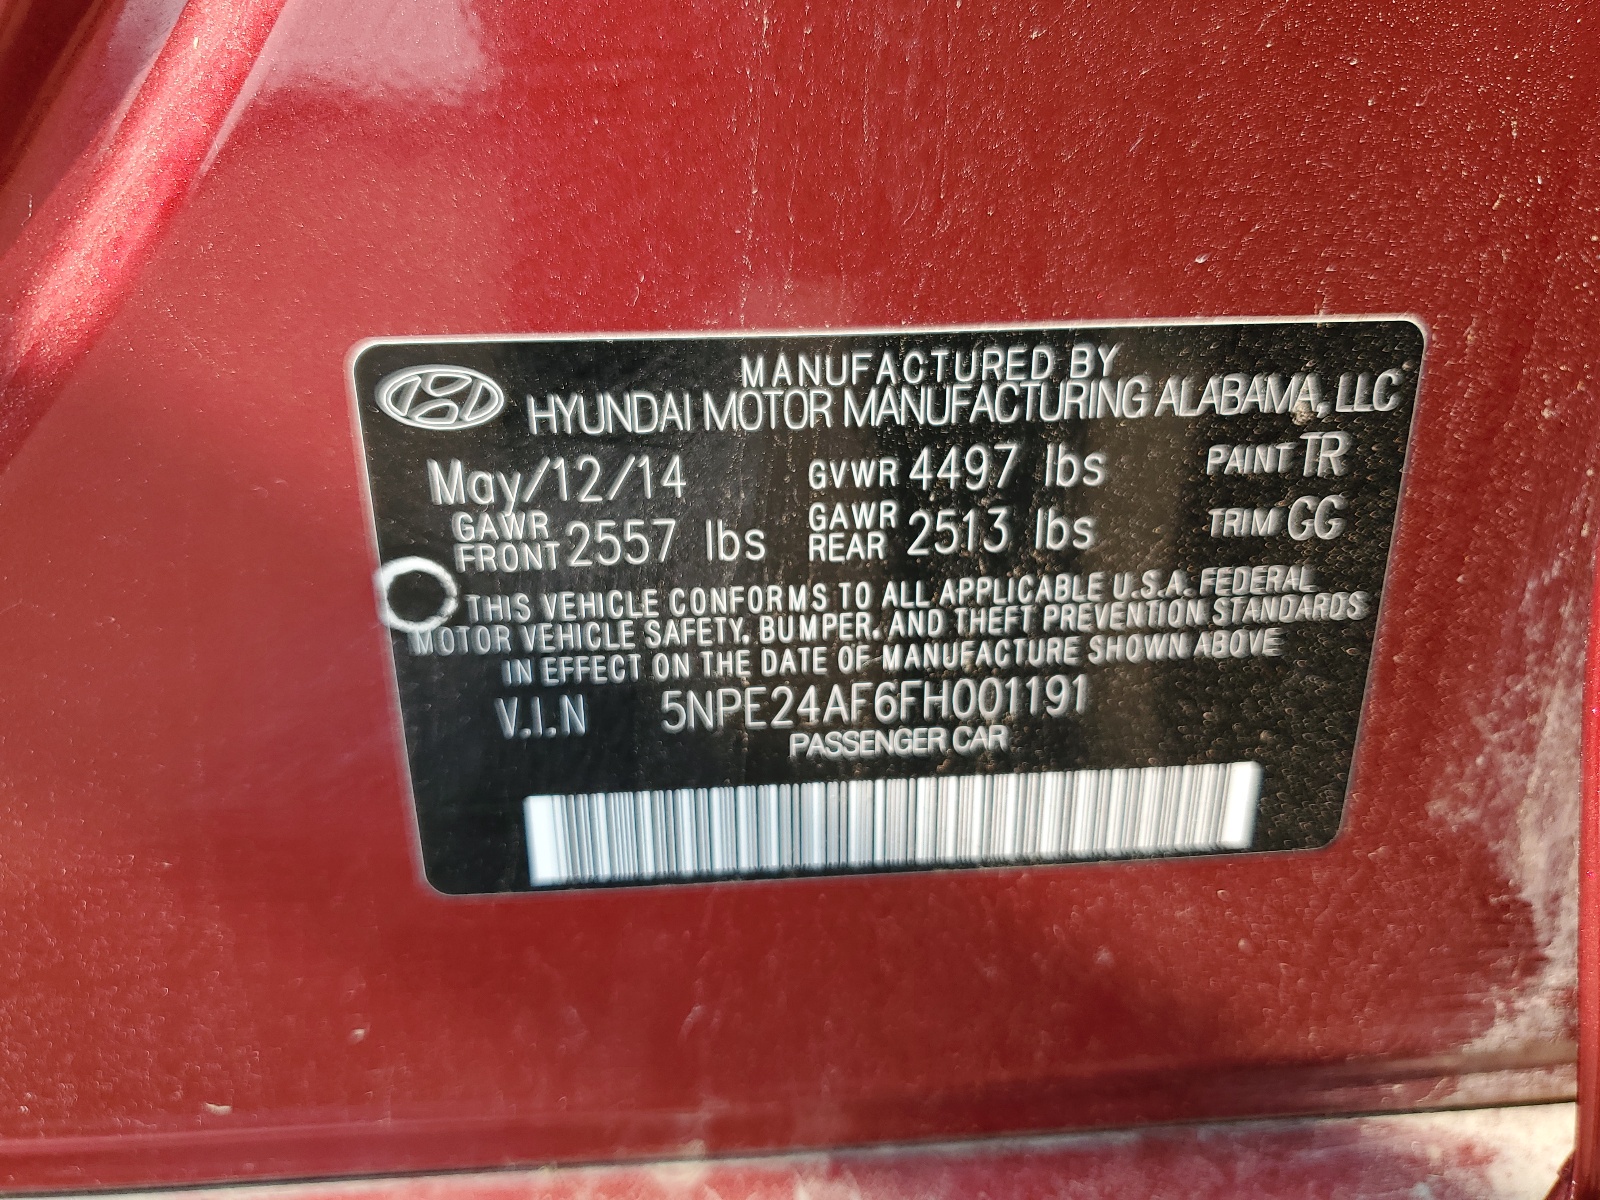 MANUFACTURED BY
HYUNDAI MOTOR MANUFACTURING ALABAMA, LLC
May/12/14 GVWR 4497 lbs PAINT TR
GAWR FRONT 2557 lbs GAWR REAR 2513 lbs TRIM GG
THIS VEHICLE CONFORMS TO ALL APPLICABLE U.S.A. FEDERAL
MOTOR VEHICLE SAFETY, BUMPER, AND THEFT PREVENTION STANDARDS
IN EFFECT ON THE DATE OF MANUFACTURE SHOWN ABOVE
V.I.N 5NPE24AF6FH001191
PASSENGER CAR